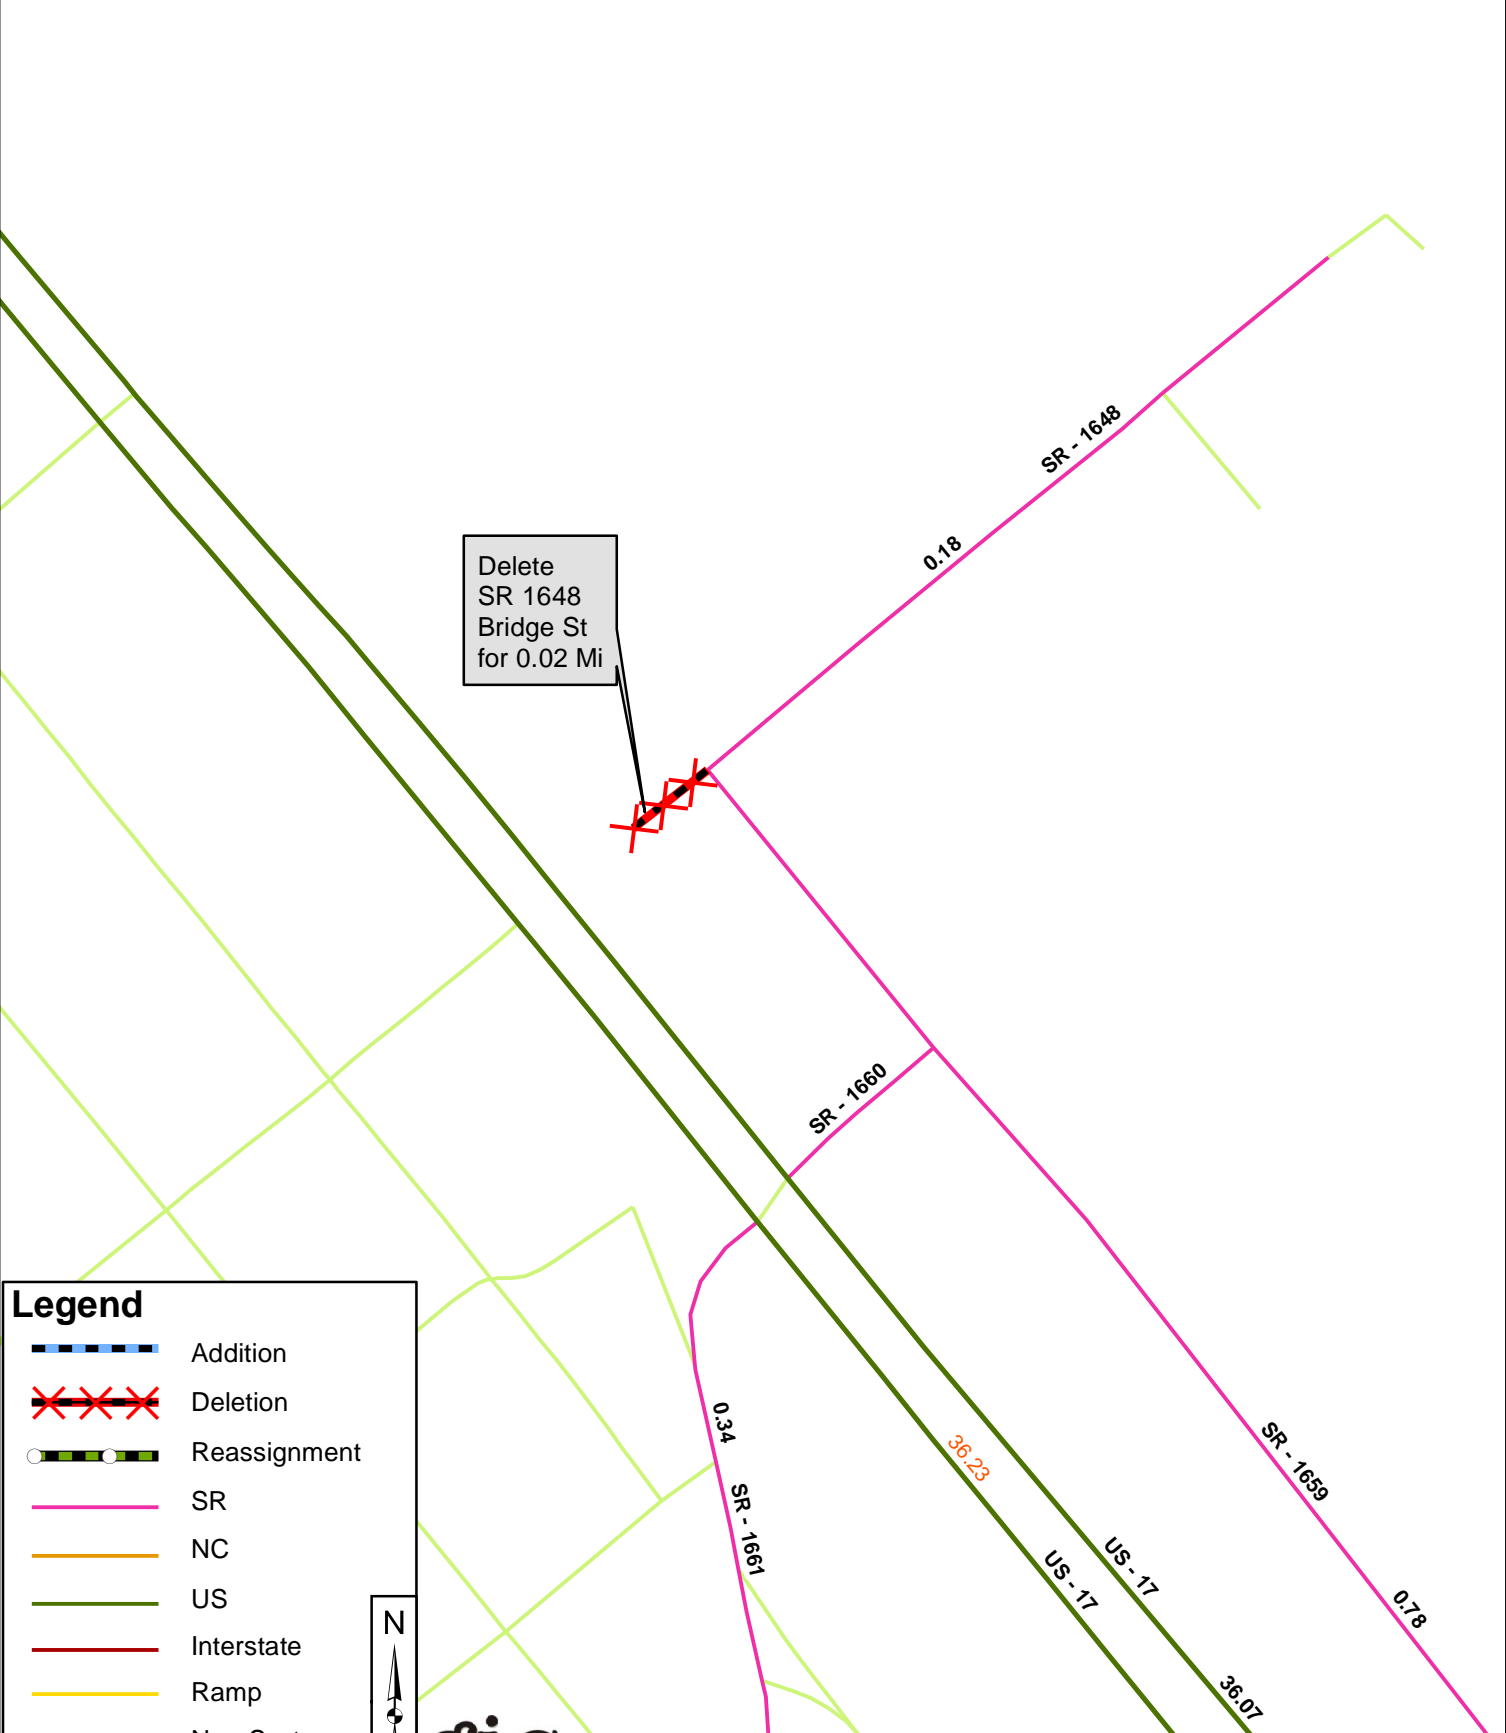 SR - 1648
0.18
Delete
SR 1648
Bridge St
for 0.02 Mi
SR - 1660
Legend
Addition
Deletion
Reassignment
SR
NC
US
Interstate
Ramp
N
0.34
SR - 1661
36.23
US - 17
US - 17
SR - 1659
0.78
36.07